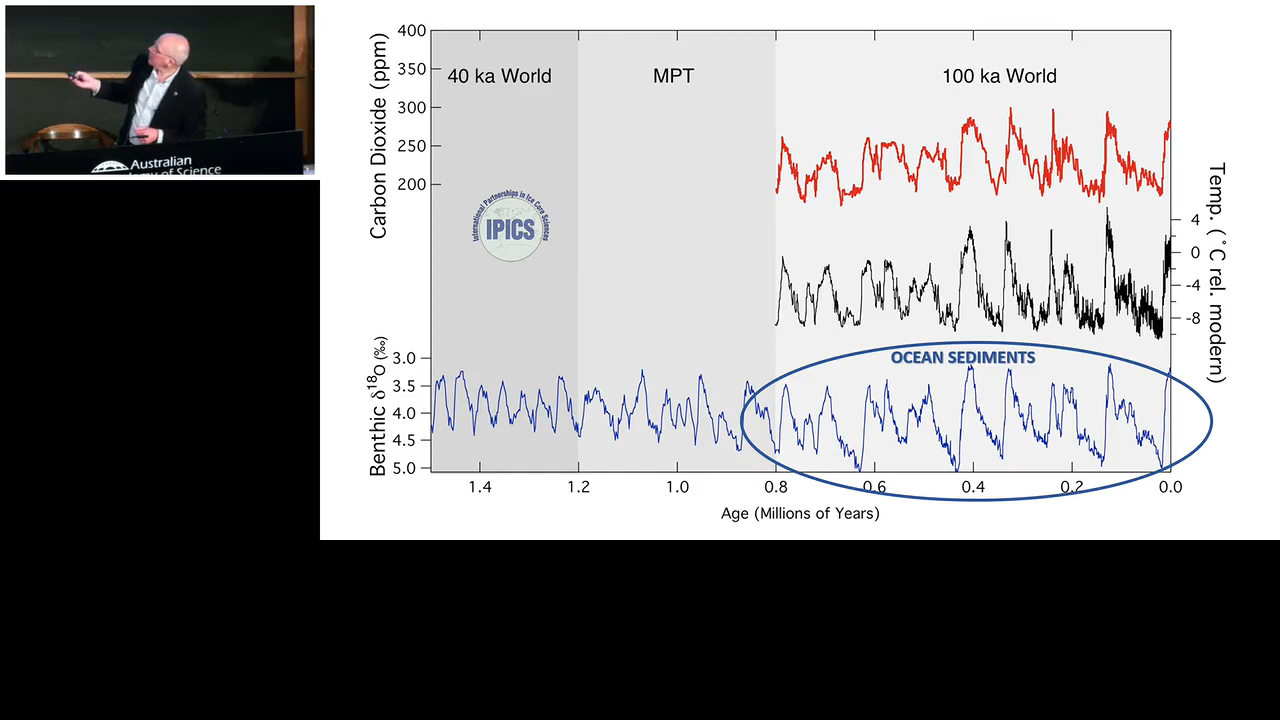 Australian
my of Science
400
350
300
250
200
Carbon Dioxide (ppm)
40 ka World
MPT
100 ka World
International Partnerships in Ice Core Sciences
IPICS
4
0
-4
-8
Temp. (˚C rel. modern)
OCEAN SEDIMENTS
3.0
3.5
4.0
4.5
5.0
Benthic δ¹⁸O (‰)
1.4 1.2 1.0 0.8 0.6 0.4 0.2 0.0
Age (Millions of Years)